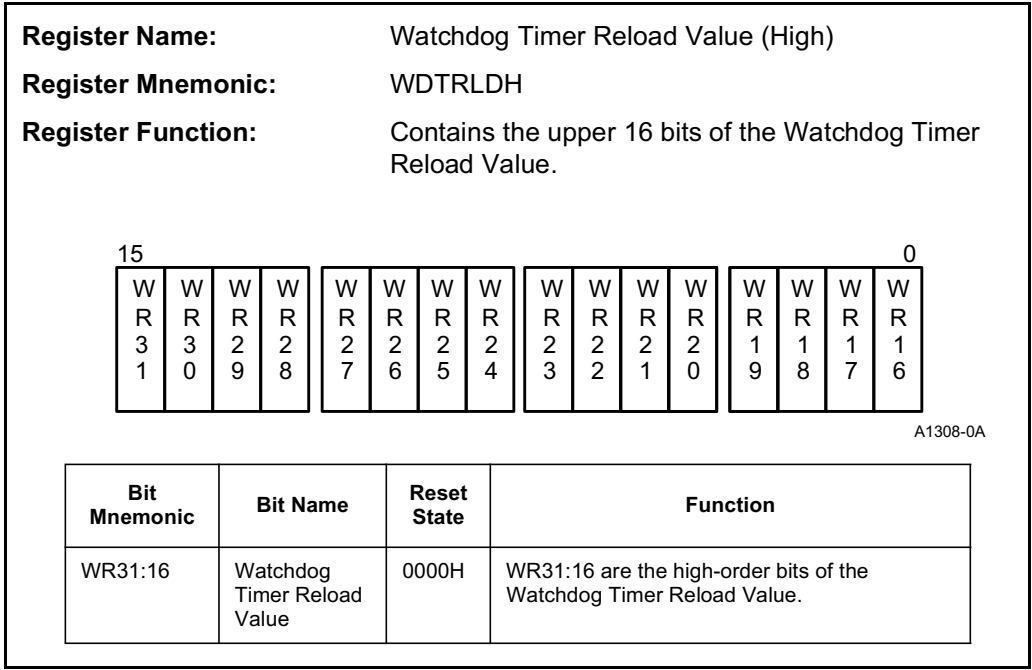 Register Name: Watchdog Timer Reload Value (High)
Register Mnemonic: WDTRLDH
Register Function: Contains the upper 16 bits of the Watchdog Timer
Reload Value.
15 0
W W W W W W W W W W W W W W W W
R R R R R R R R R R R R R R R R
3 3 2 2 2 2 2 2 2 2 2 2 1 1 1 1
1 0 9 8 7 6 5 4 3 2 1 0 9 8 7 6
A1308-0A
Bit Reset
Mnemonic Bit Name State Function
WR31:16 Watchdog 0000H WR31:16 are the high-order bits of the
Timer Reload Watchdog Timer Reload Value.
Value